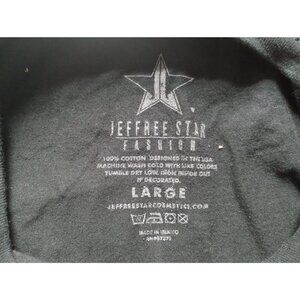 JEFFREE STAR
FASHION
100% COTTON. DESIGNED IN THE USA
MACHINE WASH COLD WITH LIKE COLORS
TUMBLE DRY LOW. IRON INSIDE OUT
IF DECORATED.
LARGE
JEFFREESTARCOSMETICS.COM
MADE IN MEXICO